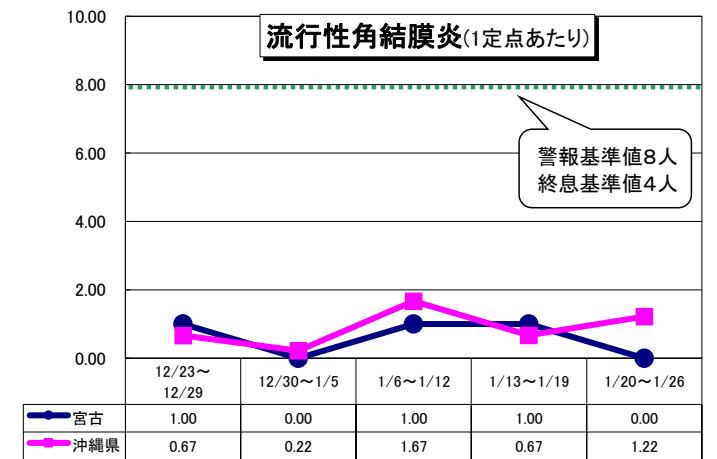 流行性角結膜炎(1定点あたり)
10.00
8.00
6.00
4.00
2.00
0.00
警報基準値8人
終息基準値4人
12/23～
12/29
12/30～1/5
1/6～1/12
1/13～1/19
1/20～1/26
宮古 1.00 0.00 1.00 1.00 0.00
沖縄県 0.67 0.22 1.67 0.67 1.22